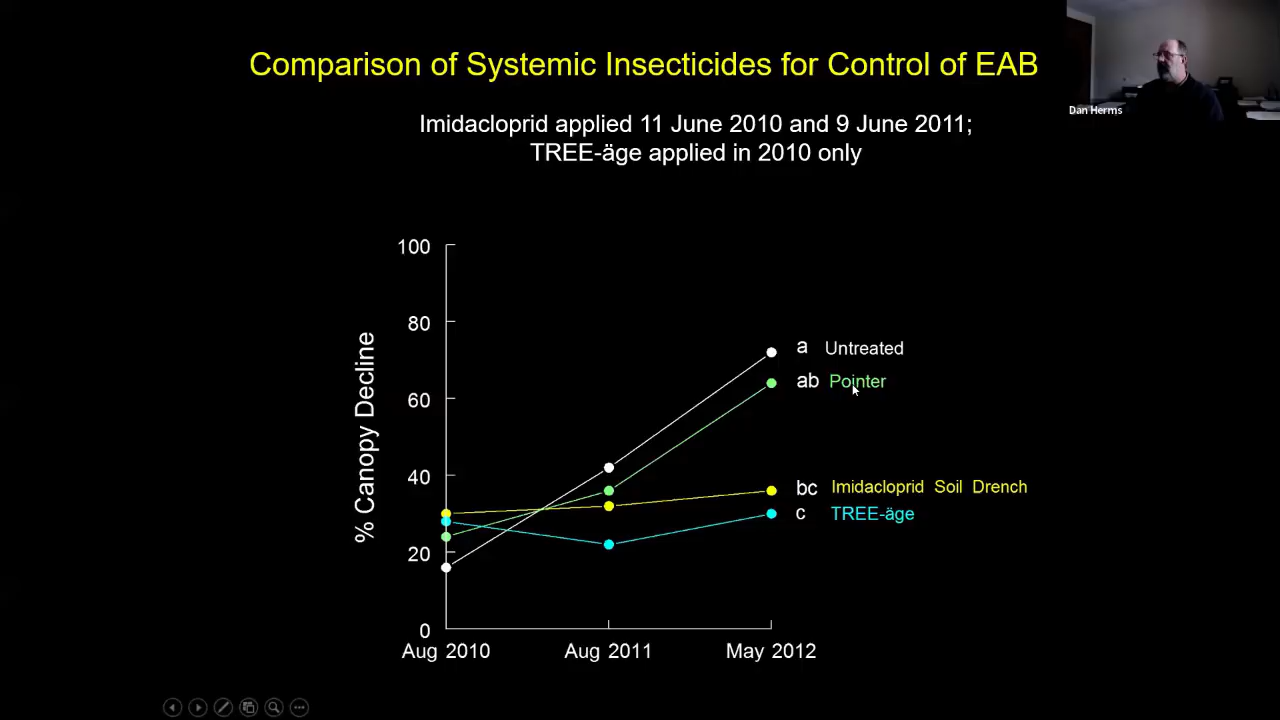 Comparison of Systemic Insecticides for Control of EAB
Dan Herms
Imidacloprid applied 11 June 2010 and 9 June 2011;
TREE-äge applied in 2010 only
% Canopy Decline
100
80
60
40
20
0
a Untreated
ab Pointer
bc Imidacloprid Soil Drench
c TREE-äge
Aug 2010 Aug 2011 May 2012